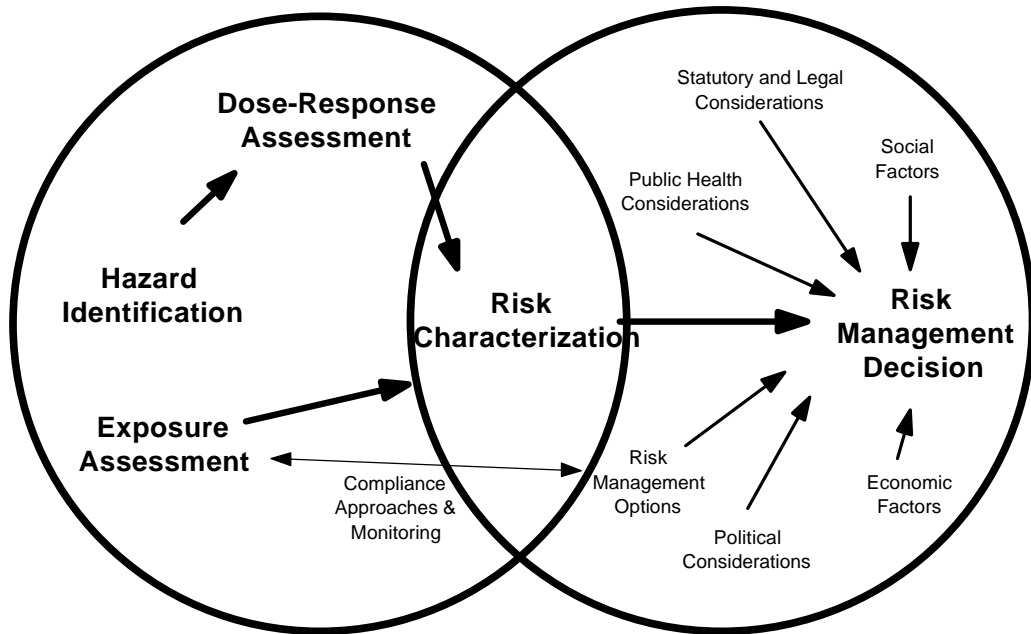 Dose-Response
Assessment
Hazard
Identification
Exposure
Assessment
Compliance
Approaches &
Monitoring
Risk
Characterization
Statutory and Legal
Considerations
Public Health
Considerations
Social
Factors
Risk
Management
Decision
Risk
Management
Options
Political
Considerations
Economic
Factors